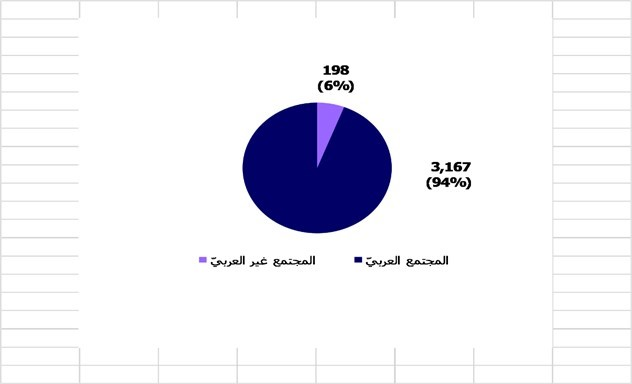 198
(6%)
3,167
(94%)
المجتمع العربيّ
المجتمع غير العربيّ